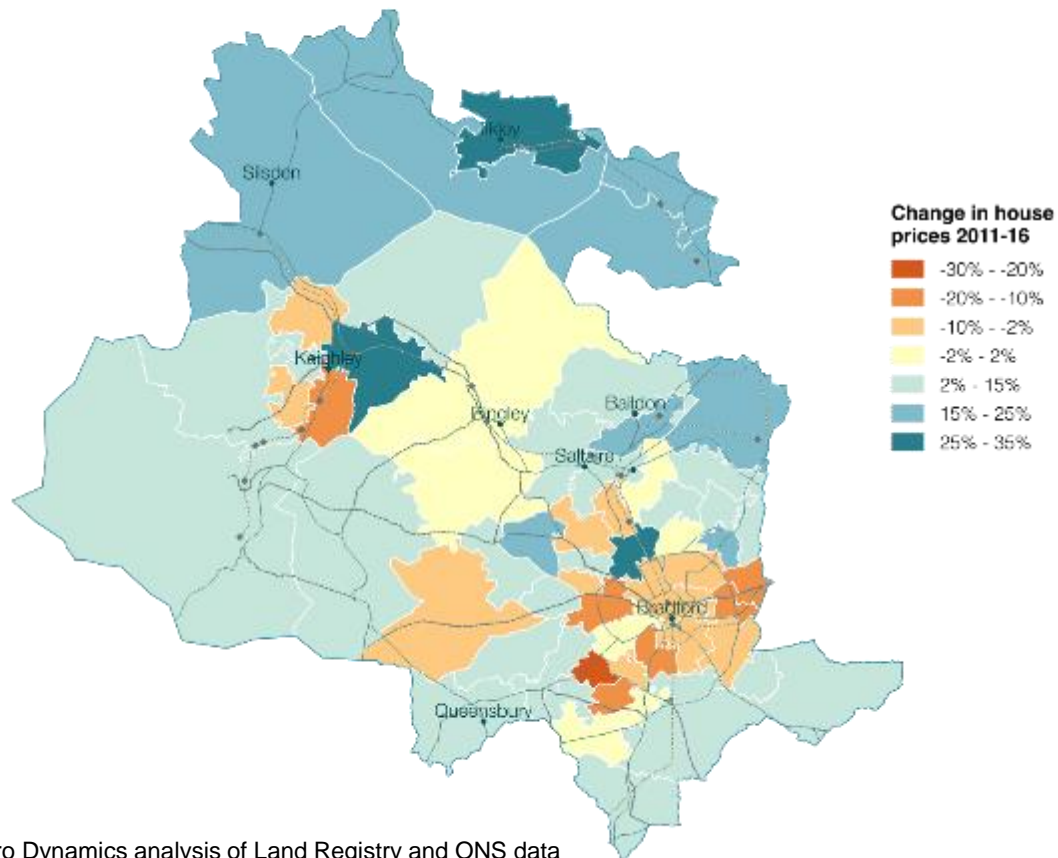 Ilkley
Silsden
Change in house
prices 2011-16
-30% - -20%
-20% - -10%
-10% - -2%
-2% - 2%
2% - 15%
15% - 25%
25% - 35%
Keighley
Bingley
Baildon
Saltaire
Bradford
Queensbury
ro Dynamics analysis of Land Registry and ONS data